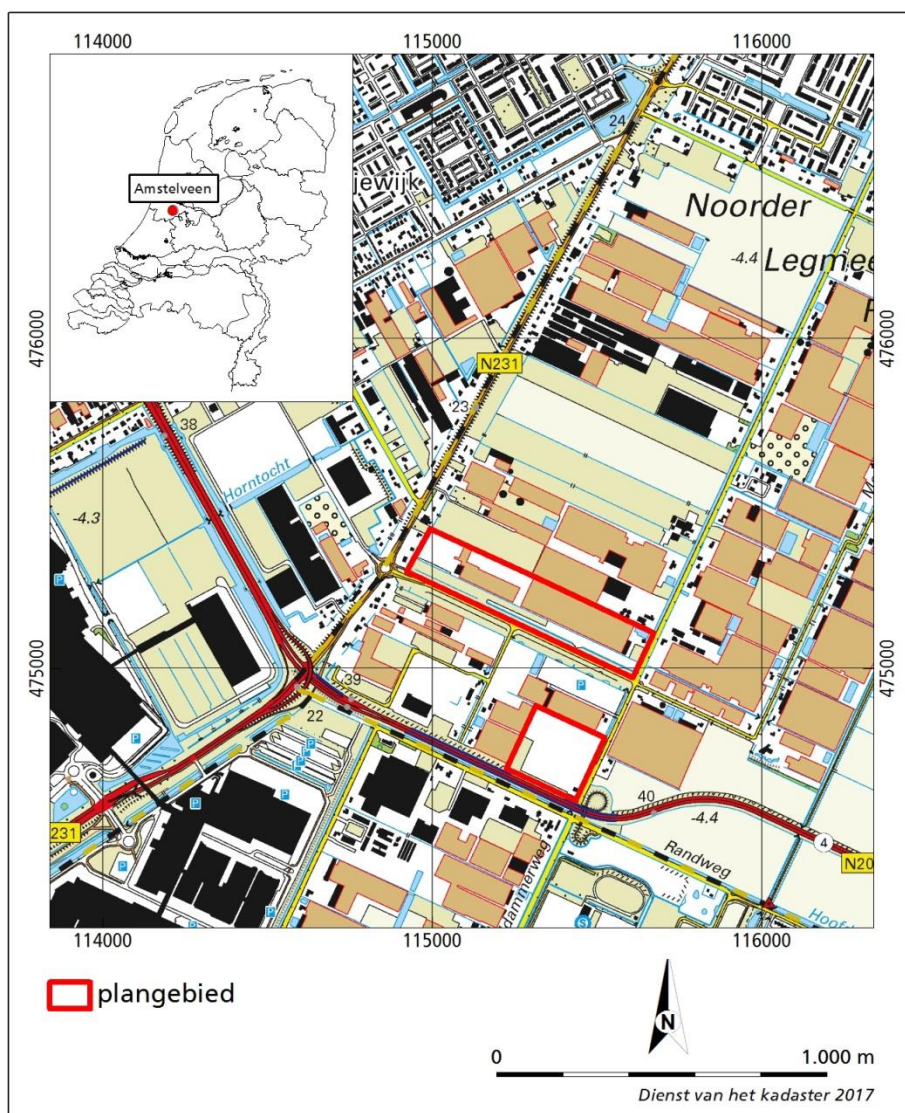 114000
115000
116000
Amstelveen
24
jewijk
Noorder
-4.4
Legmee
476000
476000
N231
23
38
Horntocht
-4.3
P
475000
475000
39
P
22
P
P
P
P
P
40
-4.4
4
231
N20
Randweg
P
P
dammerweg
S
Hoofd
114000
115000
116000
plangebied
N
0
1.000 m
Dienst van het kadaster 2017